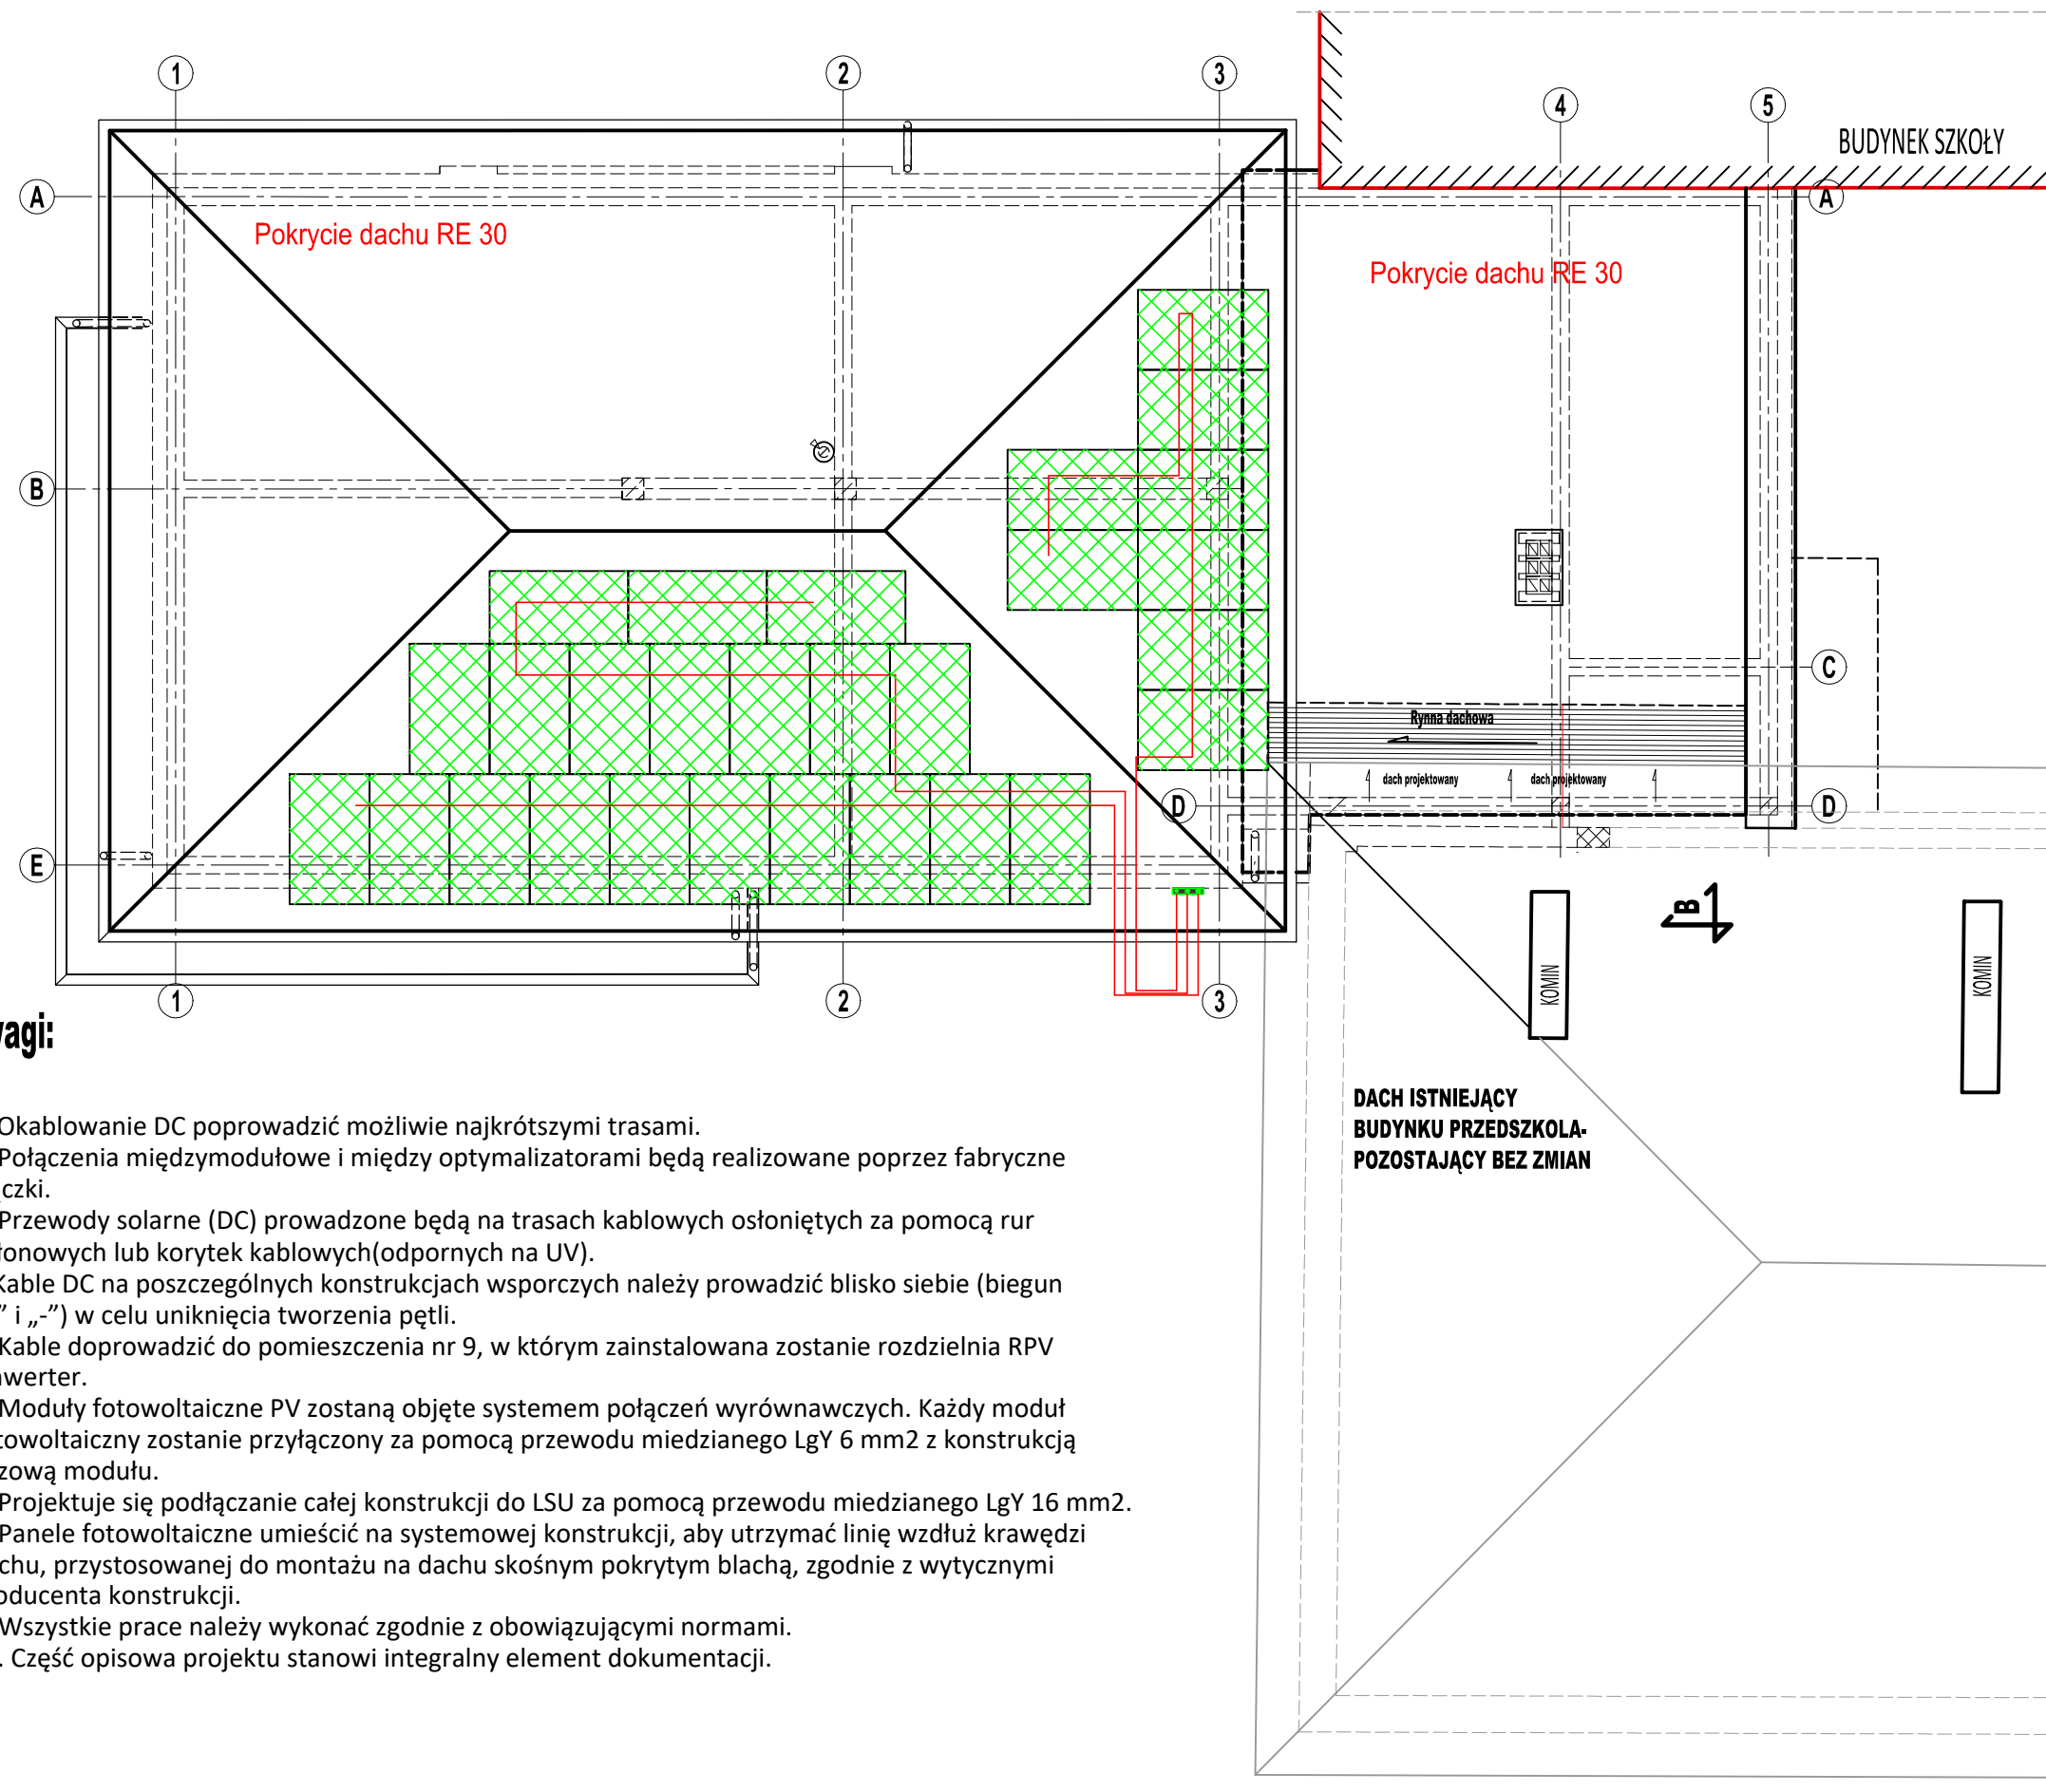 1
2
3
4
5
BUDYNEK SZKOŁY
A
A
Pokrycie dachu RE 30
Pokrycie dachu RE 30
B
C
Rynna dachowa
dach projektowany
dach projektowany
D
D
E
B
KOMIN
KOMIN
1
2
3
vagi:
DACH ISTNIEJĄCY
BUDYNKU PRZEDSZKOLA-
POZOSTAJĄCY BEZ ZMIAN
Okablowanie DC poprowadzić możliwie najkrótszymi trasami.
Połączenia międzymodułowe i między optymalizatorami będą realizowane poprzez fabryczne
czki.
Przewody solarne (DC) prowadzone będą na trasach kablowych osłoniętych za pomocą rur
łonowych lub korytek kablowych(odpornych na UV).
Kable DC na poszczególnych konstrukcjach wsporczych należy prowadzić blisko siebie (biegun
” i „-”) w celu uniknięcia tworzenia pętli.
Kable doprowadzić do pomieszczenia nr 9, w którym zainstalowana zostanie rozdzielnia RPV
werter.
Moduły fotowoltaiczne PV zostaną objęte systemem połączeń wyrównawczych. Każdy moduł
towoltaiczny zostanie przyłączony za pomocą przewodu miedzianego LgY 6 mm2 z konstrukcją
zową modułu.
Projektuje się podłączanie całej konstrukcji do LSU za pomocą przewodu miedzianego LgY 16 mm2.
Panele fotowoltaiczne umieścić na systemowej konstrukcji, aby utrzymać linię wzdłuż krawędzi
chu, przystosowanej do montażu na dachu skośnym pokrytym blachą, zgodnie z wytycznymi
oducenta konstrukcji.
Wszystkie prace należy wykonać zgodnie z obowiązującymi normami.
. Część opisowa projektu stanowi integralny element dokumentacji.